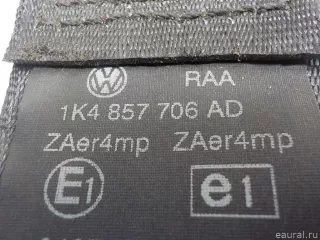 RAA
1K4 857 706 AD
ZAer4mp ZAer4mp
E1 e1
eaural.ru